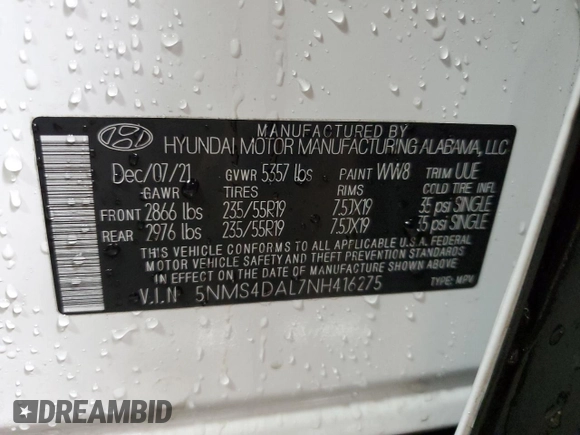 MANUFACTURED BY
HYUNDAI MOTOR MANUFACTURING ALABAMA, LLC
Dec/07/21 GVWR 5357 lbs PAINT WW8 TRIM UUE
GAWR TIRES RIMS COLD TIRE INFL
FRONT 2866 lbs 235/55R19 7.5JX19 35 psi SINGLE
REAR 2976 lbs 235/55R19 7.5JX19 35 psi SINGLE
THIS VEHICLE CONFORMS TO ALL APPLICABLE U.S.A. FEDERAL
MOTOR VEHICLE SAFETY AND THEFT PREVENTION STANDARDS
IN EFFECT ON THE DATE OF MANUFACTURE SHOWN ABOVE.
V.I.N 5NMS4DAL7NH416275 TYPE: MPV
DREAMBID